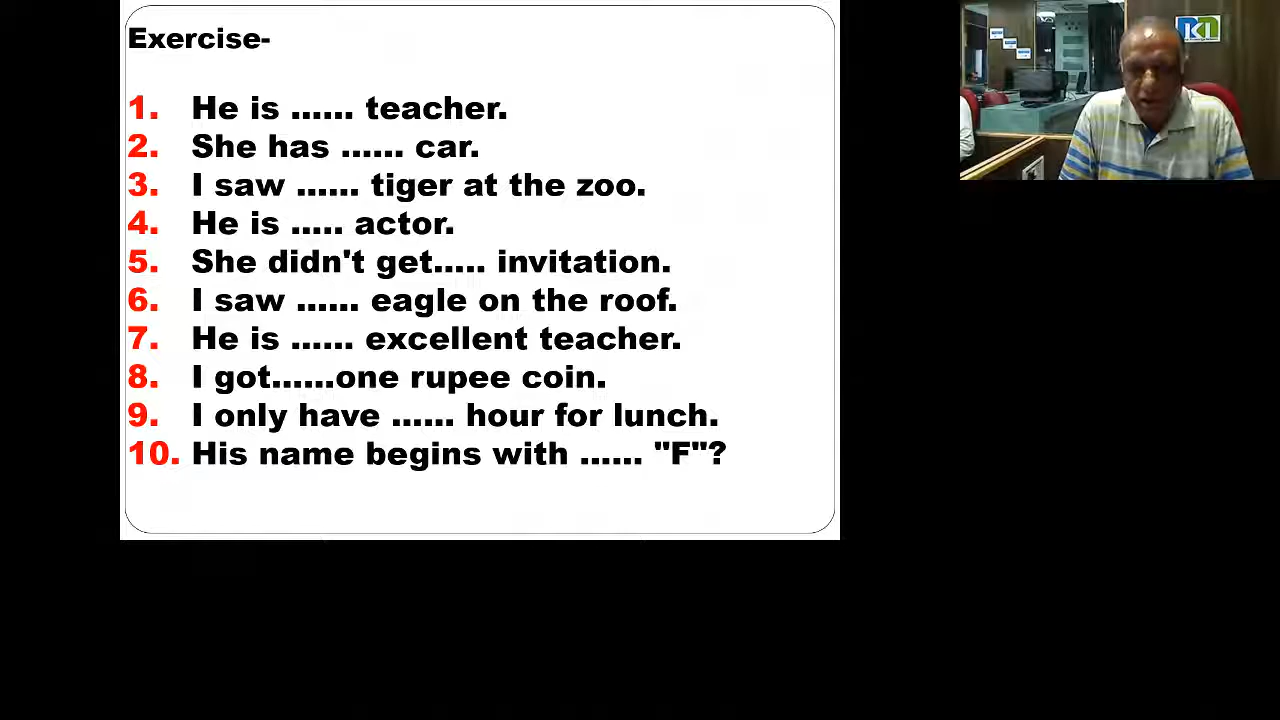 Exercise-
1. He is ...... teacher.
2. She has ...... car.
3. I saw ...... tiger at the zoo.
4. He is ..... actor.
5. She didn't get..... invitation.
6. I saw ...... eagle on the roof.
7. He is ...... excellent teacher.
8. I got......one rupee coin.
9. I only have ...... hour for lunch.
10. His name begins with ...... "F"?